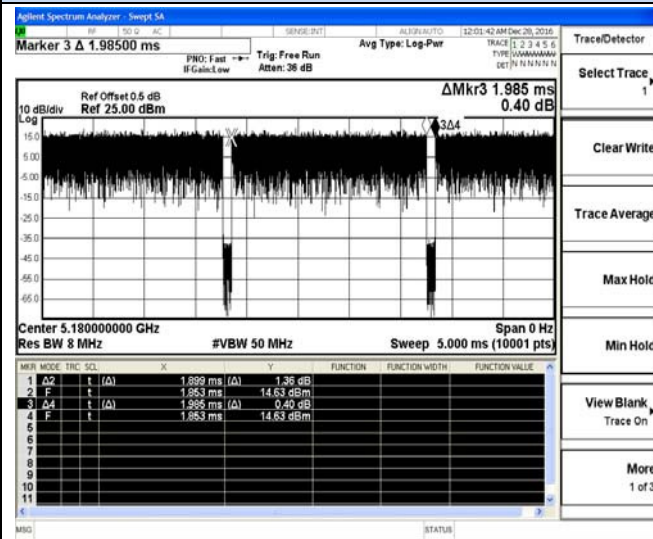 Agilent Spectrum Analyzer - Swept SA
RF 50 Ω AC SENSE:INT ALIGN AUTO 12:01:42 AM Dec 28, 2016
Marker 3 Δ 1.98500 ms
PNO: Fast
IFGain:Low
Trig: Free Run
Atten: 36 dB
Avg Type: Log-Pwr
TRACE 1 2 3 4 5 6
TYPE
DET N N N N N N
Trace/Detector
Select Trace
1
Clear Write
Trace Average
Max Hold
Min Hold
View Blank
Trace On
More
1 of 3
Ref Offset 0.5 dB
10 dB/div Ref 25.00 dBm
Log
ΔMkr3 1.985 ms
0.40 dB
3Δ4
15.0
5.00
-5.00
-15.0
-25.0
-35.0
-45.0
-55.0
-65.0
Center 5.180000000 GHz Span 0 Hz
Res BW 8 MHz #VBW 50 MHz Sweep 5.000 ms (10001 pts)
MKR MODE TRC SCL X Y FUNCTION FUNCTION WIDTH FUNCTION VALUE
1 Δ2 t (Δ) 1.899 ms (Δ) 1.36 dB
2 F t 1.853 ms 14.63 dBm
3 Δ4 t (Δ) 1.985 ms (Δ) 0.40 dB
4 F t 1.853 ms 14.63 dBm
5
6
7
8
9
10
11
MSG STATUS